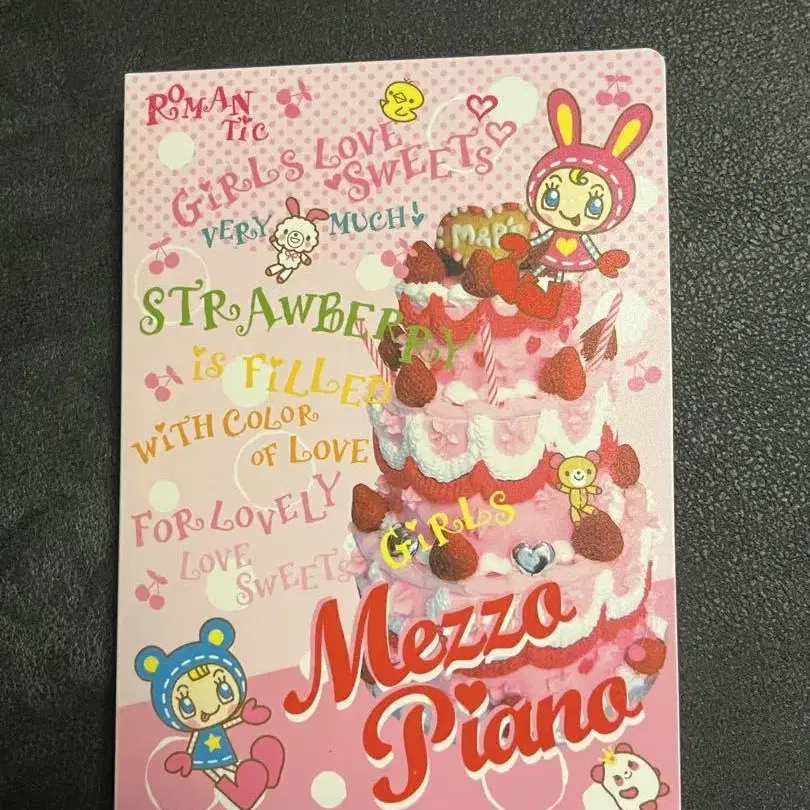 ROMAN
TIC
GIRLS LOVE
SWEETS
VERY MUCH!
M&P's
STRAWBERRY
is FiLLED
WITH COLOR
OF LOVE
FOR LOVELY
GiRLS
LOVE
SWEETS
Mezzo
Piano